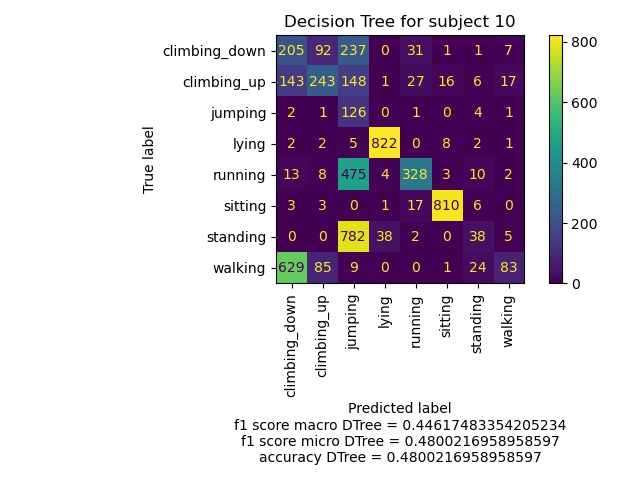 Decision Tree for subject 10
True label
climbing_down 205 92 237 0 31 1 1 7
climbing_up 143 243 148 1 27 16 6 17
jumping 2 1 126 0 1 0 4 1
lying 2 2 5 822 0 8 2 1
running 13 8 475 4 328 3 10 2
sitting 3 3 0 1 17 810 6 0
standing 0 0 782 38 2 0 38 5
walking 629 85 9 0 0 1 24 83
climbing_down climbing_up jumping lying running sitting standing walking
800
600
400
200
0
Predicted label
f1 score macro DTree = 0.44617483354205234
f1 score micro DTree = 0.4800216958958597
accuracy DTree = 0.4800216958958597